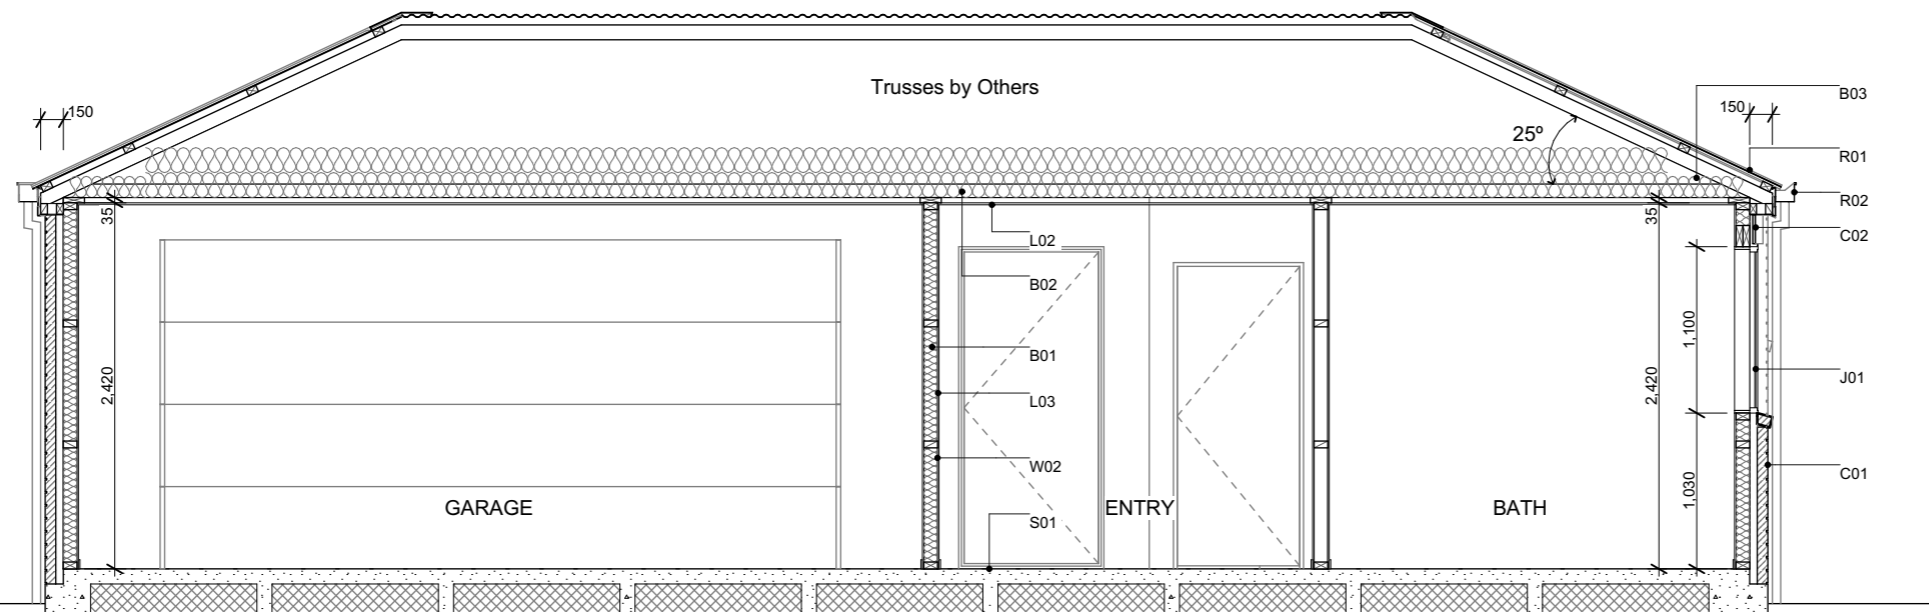 Trusses by Others
150
150
25°
B03
R01
R02
C02
J01
C01
35
2,420
35
2,420
1,100
1,030
L02
B02
B01
L03
W02
S01
GARAGE
ENTRY
BATH